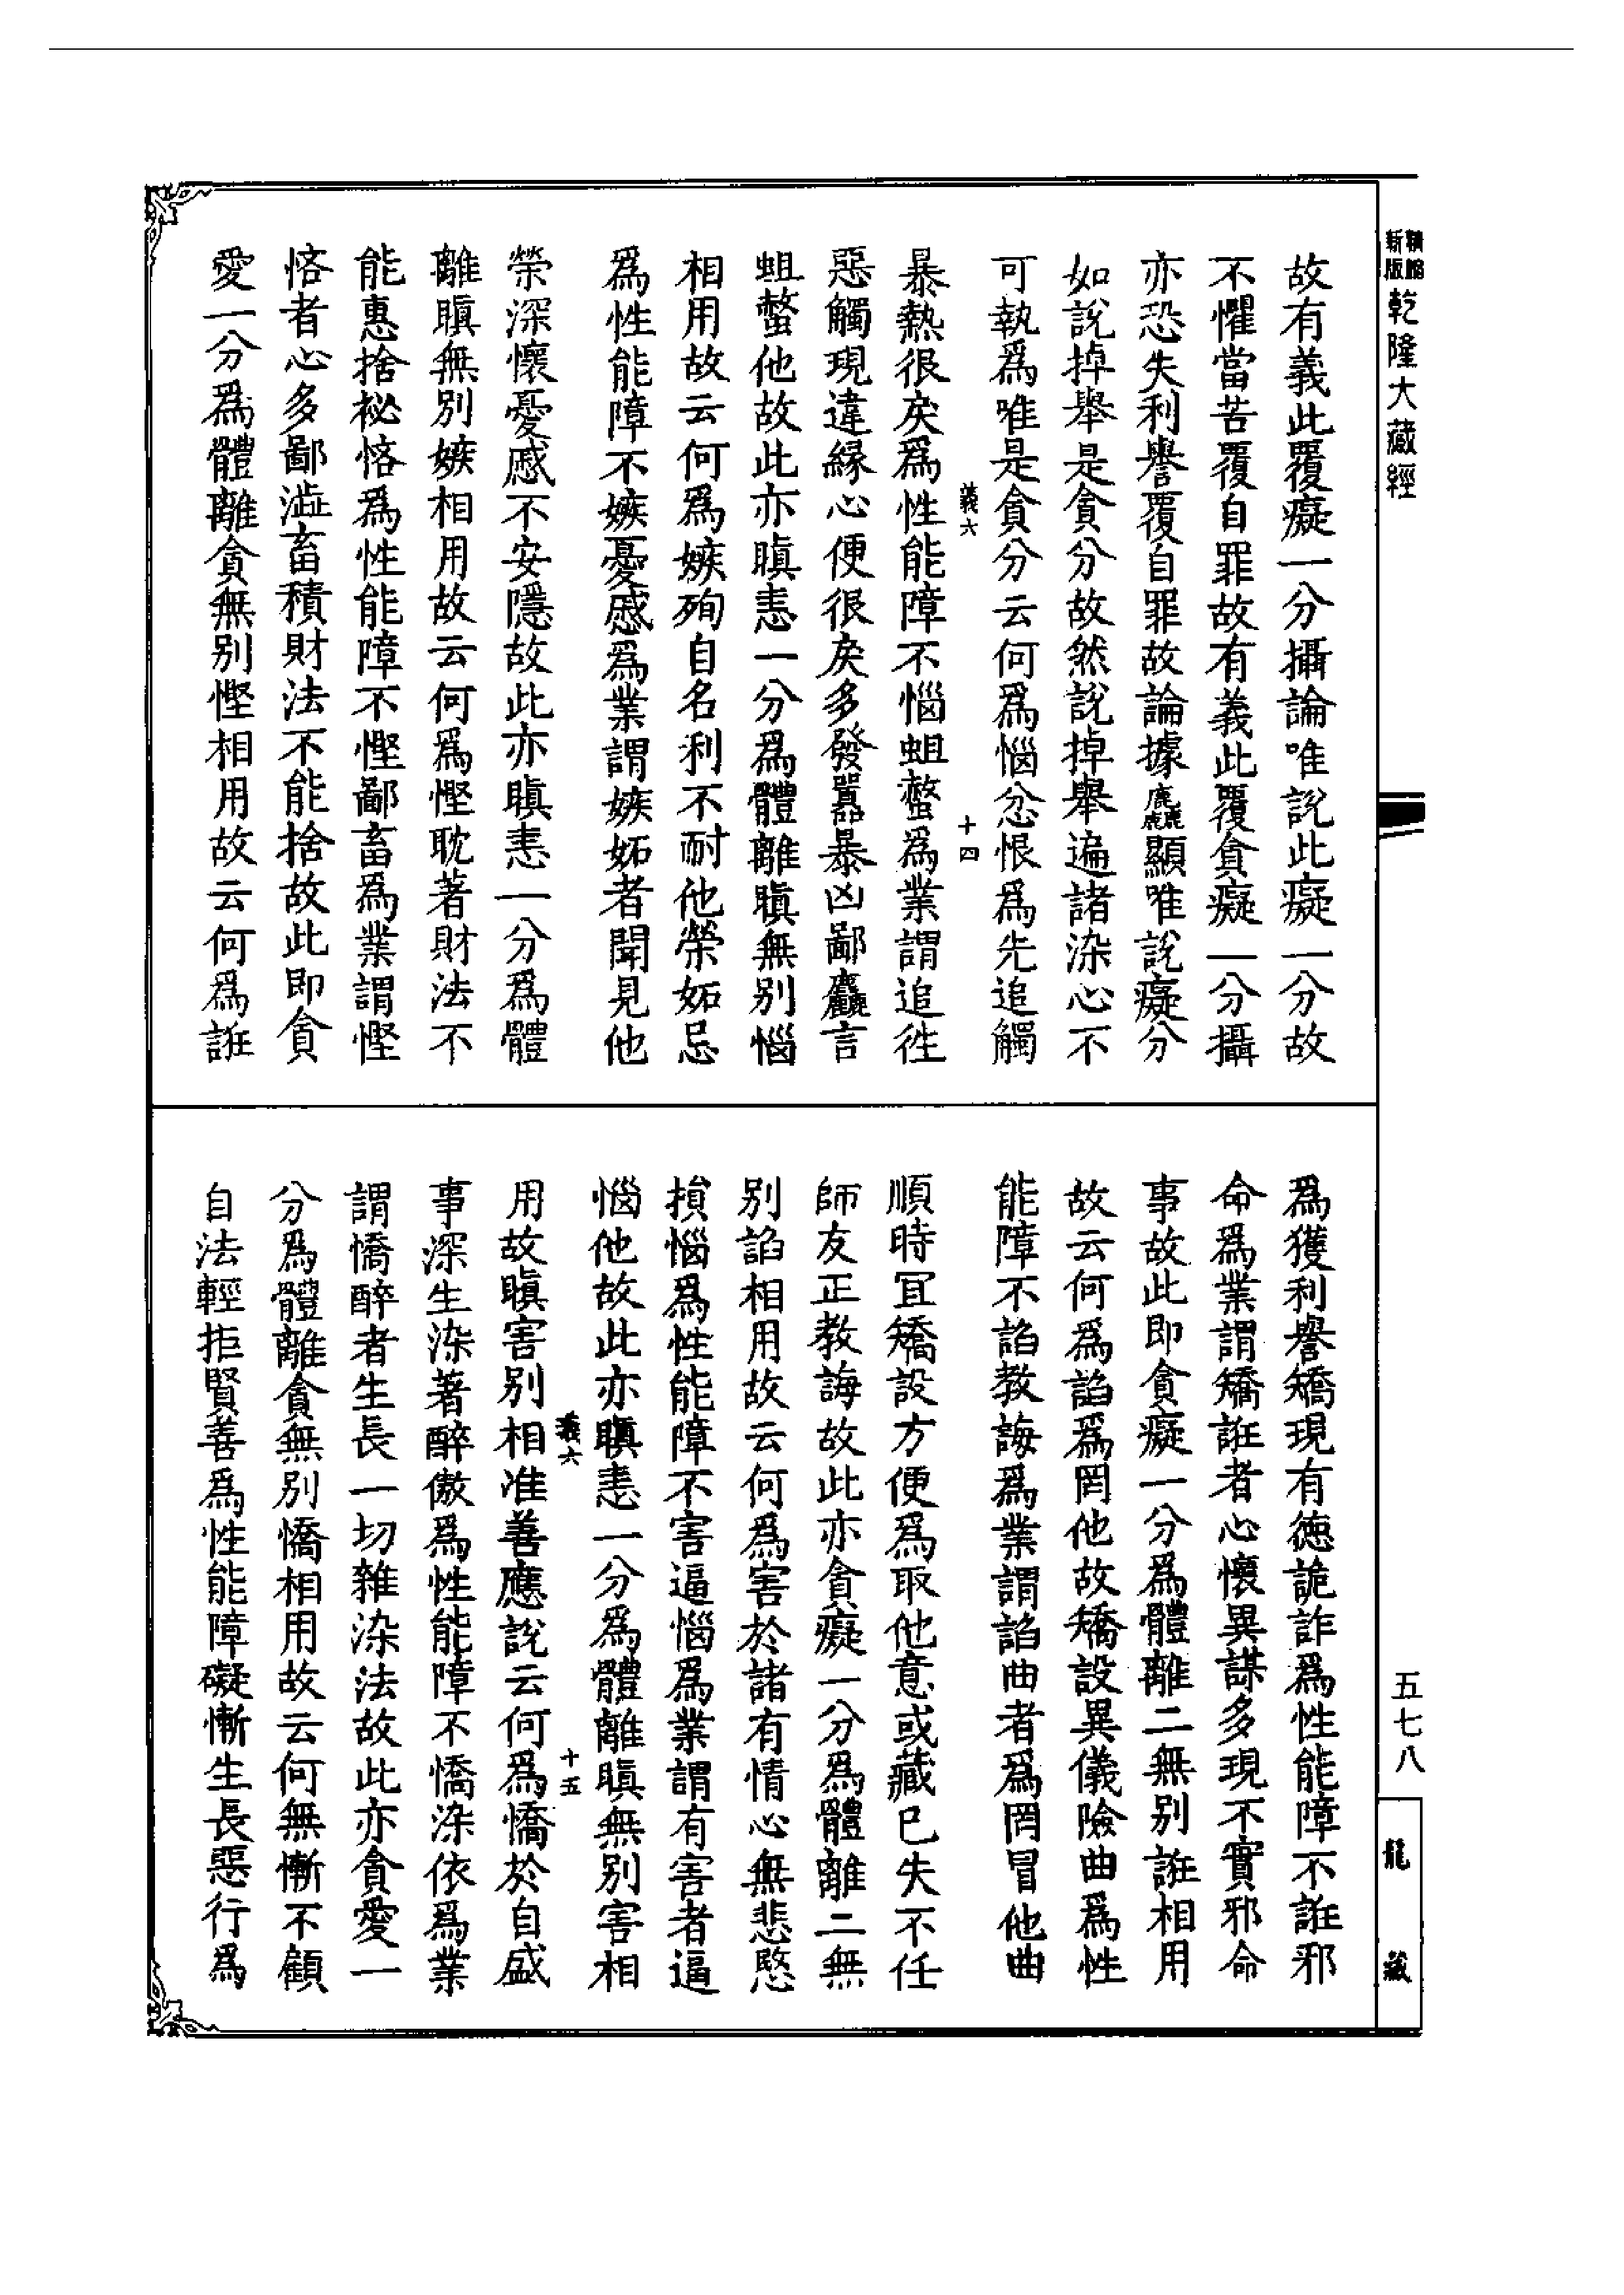 精縮
新版
乾隆大藏經
故有義此覆癡一分攝論唯說此癡一分故
不懼當苦覆自罪故有義此覆貪癡一分攝
亦恐失利譽覆自罪故論據麤顯唯說癡分
如說掉舉是貪分故然說掉舉遍諸染心不
可執爲唯是貪分云何爲惱忿恨爲先追觸
義六 十四
暴熱很戾爲性能障不惱蛆螫爲業謂追徃
惡觸現違緣心便很戾多發囂暴凶鄙麤言
蛆螫他故此亦瞋恚一分爲體離瞋無別惱
相用故云何爲嫉殉自名利不耐他榮妬忌
爲性能障不嫉憂慼爲業謂嫉妬者聞見他
榮深懷憂慼不安隱故此亦瞋恚一分爲體
離瞋無別嫉相用故云何爲慳耽著財法不
能惠捨祕悋爲性能障不慳鄙畜爲業謂慳
悋者心多鄙澁畜積財法不能捨故此即貪
愛一分爲體離貪無別慳相用故云何爲誑
爲獲利譽矯現有德詭詐爲性能障不誑邪
命爲業謂矯誑者心懷異謀多現不實邪命
事故此即貪癡一分爲體離二無別誑相用
故云何爲諂爲罔他故矯設異儀險曲爲性
能障不諂教誨爲業謂諂曲者爲罔冒他曲
順時冝矯設方便爲取他意或藏已失不任
師友正教誨故此亦貪癡一分爲體離二無
別諂相用故云何爲害於諸有情心無悲愍
損惱爲性能障不害逼惱爲業謂有害者逼
惱他故此亦瞋恚一分爲體離瞋無別害相
義六 十五
用故瞋害別相准善應說云何爲憍於自盛
事深生染著醉傲爲性能障不憍染依爲業
謂憍醉者生長一切雜染法故此亦貪愛一
分爲體離貪無別憍相用故云何無慚不顧
自法輕拒賢善爲性能障礙慚生長惡行爲
五七八
龍藏